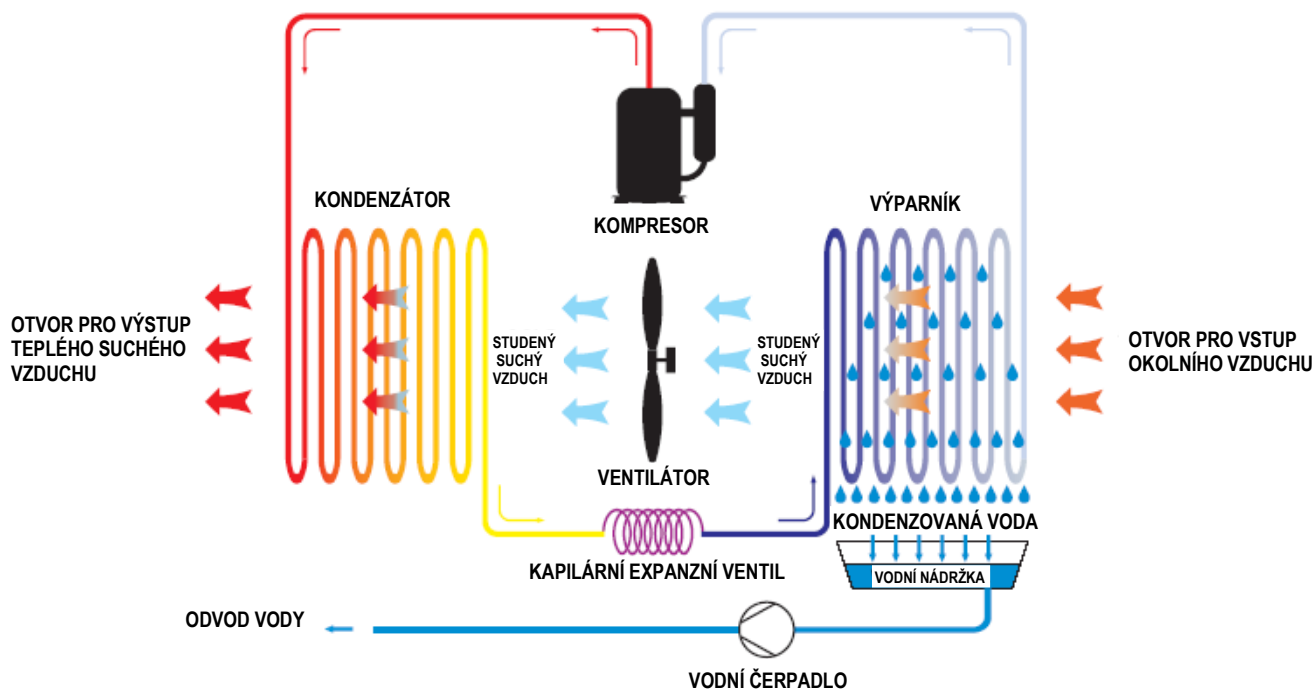 KONDENZÁTOR
KOMPRESOR
VÝPARNÍK
OTVOR PRO VÝSTUP
TEPLÉHO SUCHÉHO
VZDUCHU
STUDENÝ
SUCHÝ
VZDUCH
STUDENÝ
SUCHÝ
VZDUCH
OTVOR PRO VSTUP
OKOLNÍHO VZDUCHU
VENTILÁTOR
KONDENZOVANÁ VODA
KAPILÁRNÍ EXPANZNÍ VENTIL
VODNÍ NÁDRŽKA
ODVOD VODY
VODNÍ ČERPADLO